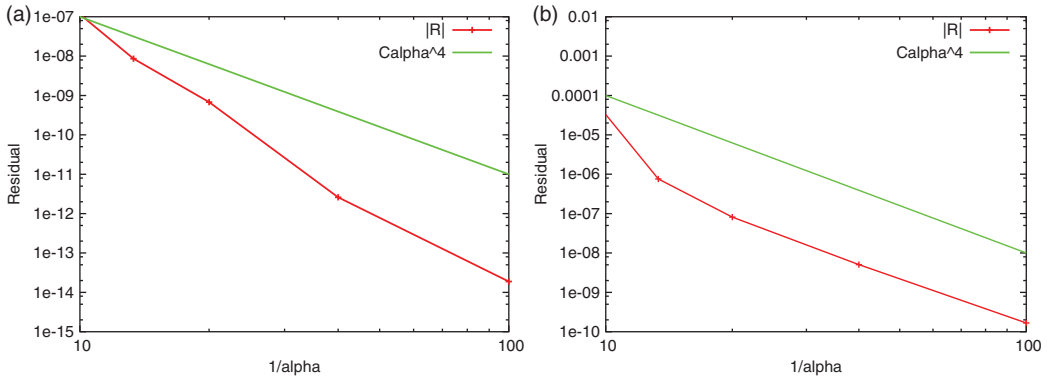 (a)
|R|
Calpha^4
1e-07
1e-08
1e-09
1e-10
1e-11
1e-12
1e-13
1e-14
1e-15
Residual
10
100
1/alpha
(b)
|R|
Calpha^4
0.01
0.001
0.0001
1e-05
1e-06
1e-07
1e-08
1e-09
1e-10
Residual
10
100
1/alpha